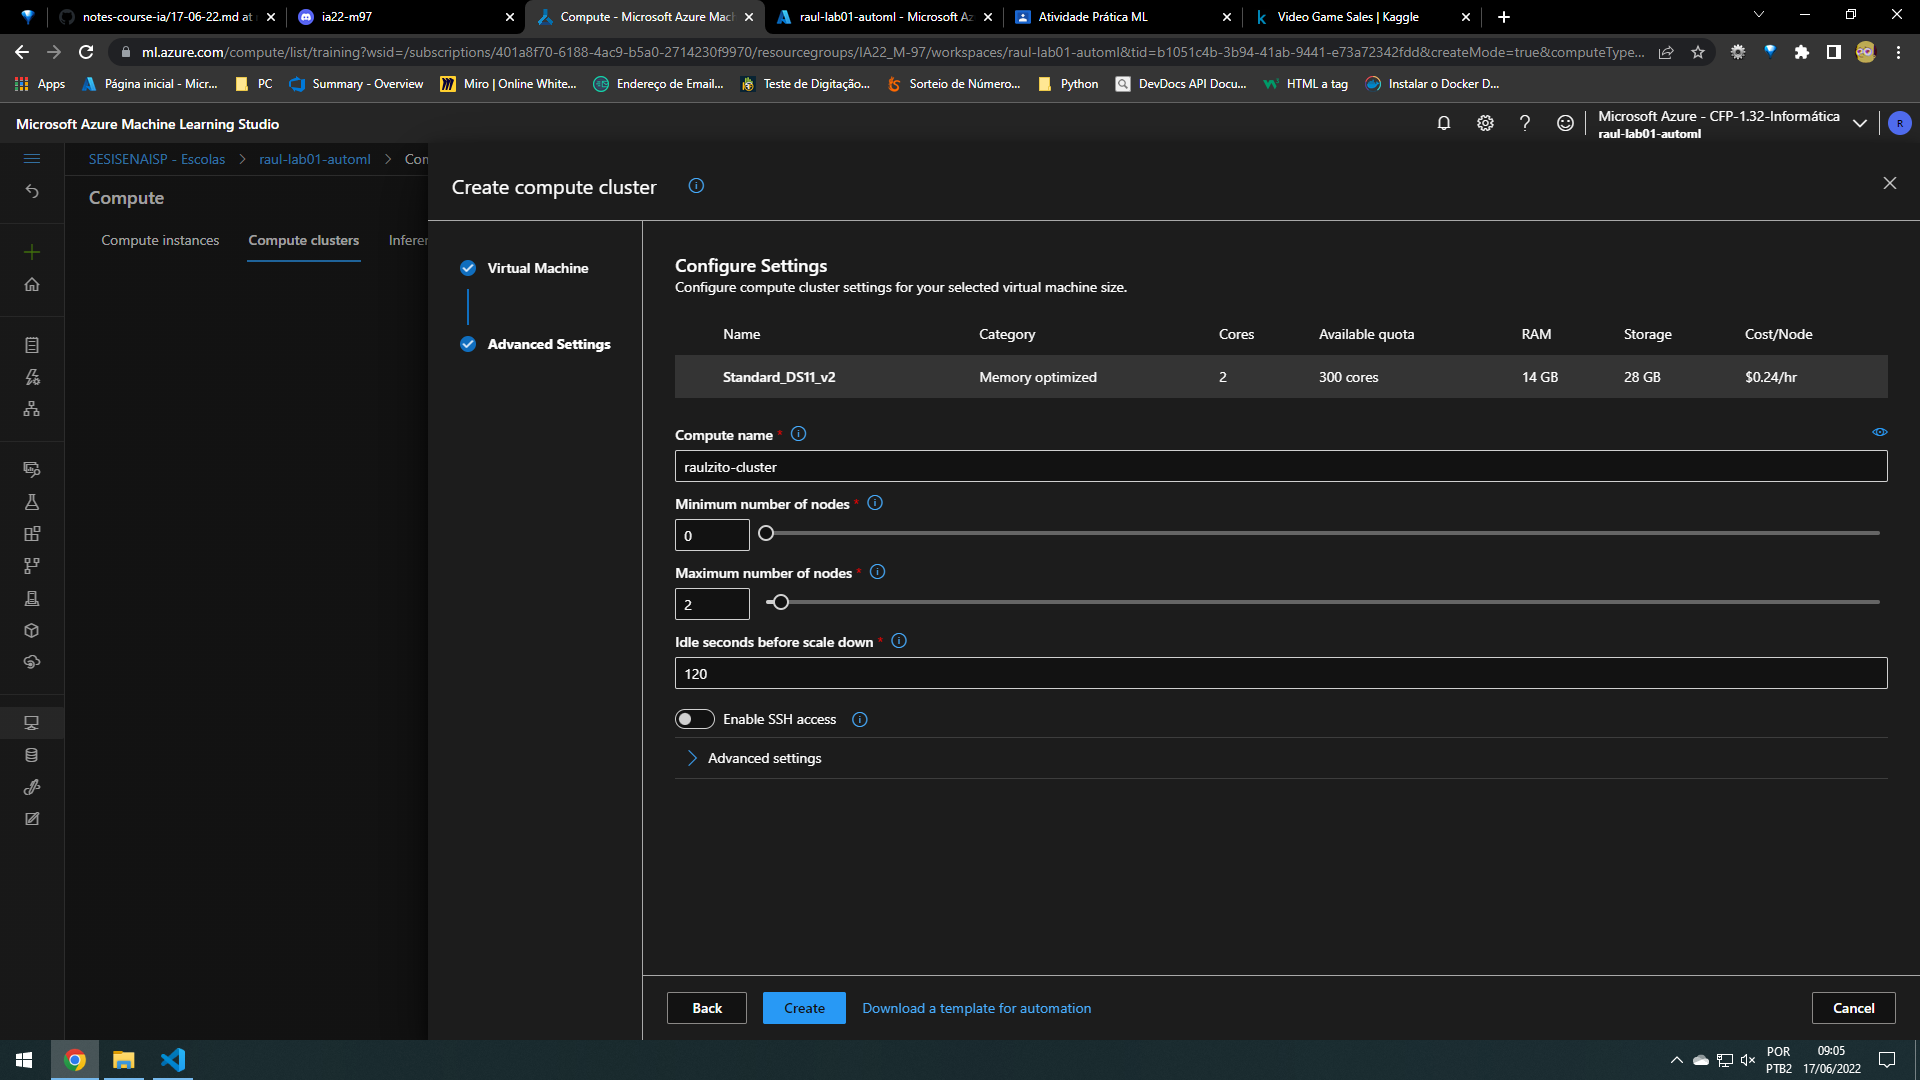 notes-course-ia/17-06-22.md at
ia22-m97
Compute - Microsoft Azure Mach
raul-lab01-automl - Microsoft Az
Atividade Prática ML
Video Game Sales | Kaggle
ml.azure.com/compute/list/training?wsid=/subscriptions/401a8f70-6188-4ac9-b5a0-2714230f9970/resourcegroups/IA22_M-97/workspaces/raul-lab01-automl&tid=b1051c4b-3b94-41ab-9441-e73a72342fdd&createMode=true&computeType...
Apps
Página inicial - Micr...
PC
Summary - Overview
Miro | Online White...
Endereço de Email...
Teste de Digitação...
Sorteio de Número...
Python
DevDocs API Docu...
HTML a tag
Instalar o Docker D...
Microsoft Azure Machine Learning Studio
Microsoft Azure - CFP-1.32-Informática
raul-lab01-automl
R
SESISENAISP - Escolas > raul-lab01-automl > Com
Compute
Compute instances
Compute clusters
Inferen
Create compute cluster
Virtual Machine
Advanced Settings
Configure Settings
Configure compute cluster settings for your selected virtual machine size.
Name Category Cores Available quota RAM Storage Cost/Node
Standard_DS11_v2 Memory optimized 2 300 cores 14 GB 28 GB $0.24/hr
Compute name *
raulzito-cluster
Minimum number of nodes *
0
Maximum number of nodes *
2
Idle seconds before scale down *
120
Enable SSH access
Advanced settings
Back
Create
Download a template for automation
Cancel
POR
PTB2
09:05
17/06/2022